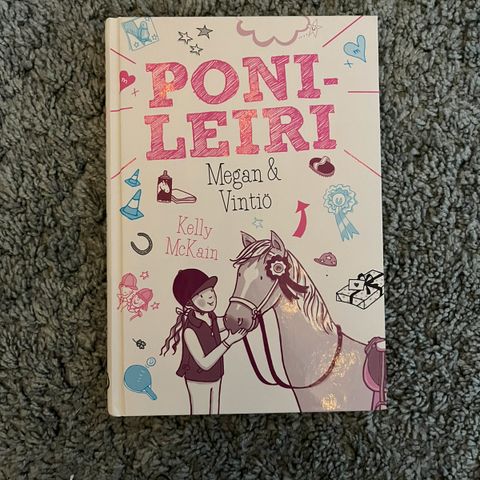 PONI-
LEIRI
Megan &
Vintiö
Kelly
McKain